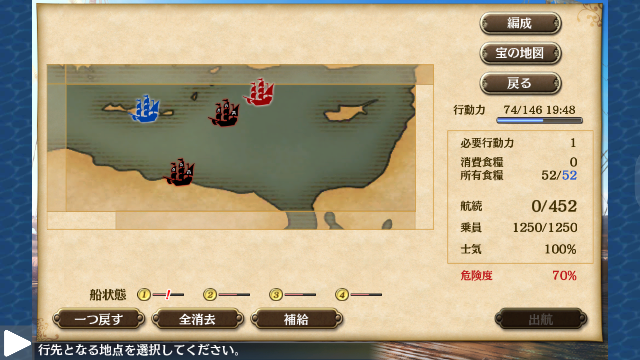 編成
宝の地図
戻る
行動力 74/146 19:48
必要行動力 1
消費食糧 0
所有食糧 52/52
航続 0/452
乗員 1250/1250
士気 100%
危険度 70%
船状態 1 2 3 4
一つ戻す 全消去 補給 出航
行先となる地点を選択してください。